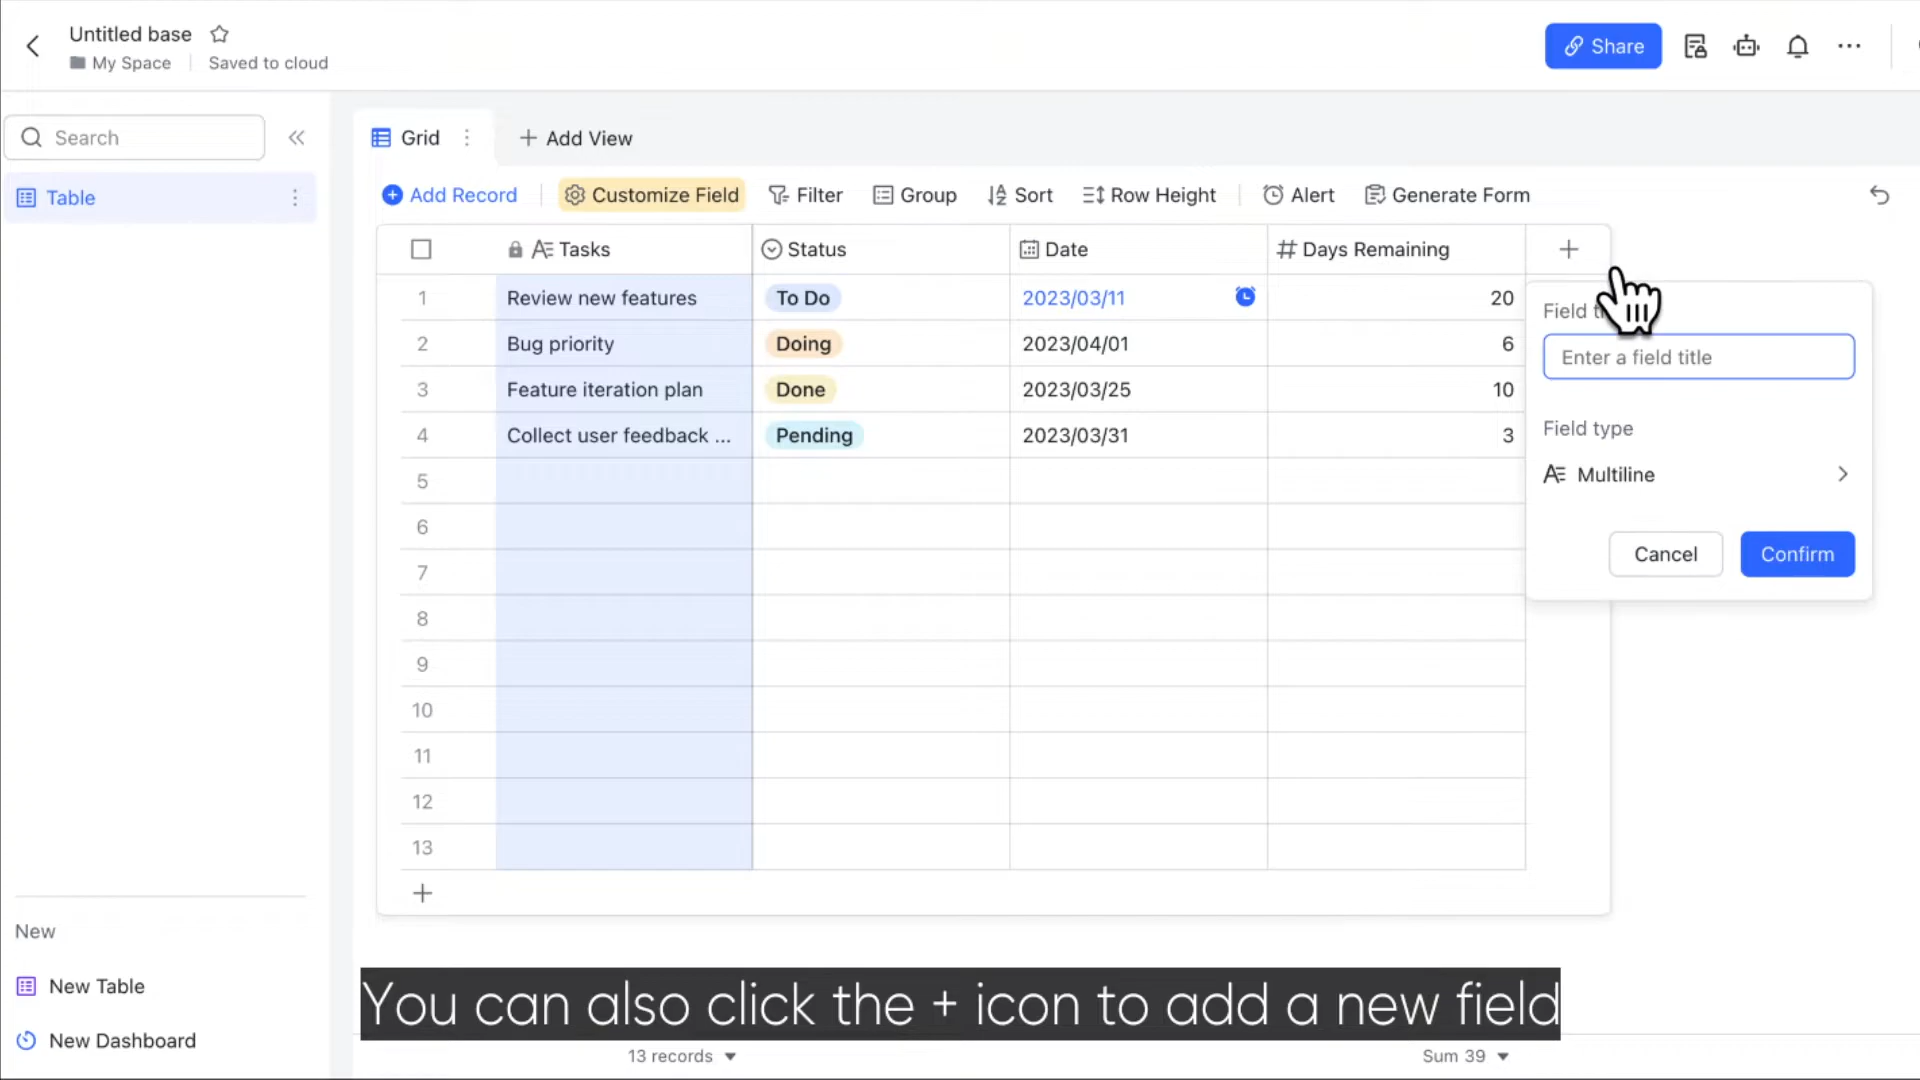 Untitled base
My Space
Saved to cloud
Share
Search
Table
Grid
Add View
Add Record
Customize Field
Filter
Group
Sort
Row Height
Alert
Generate Form
Tasks
Status
Date
Days Remaining
1 Review new features To Do 2023/03/11 20
2 Bug priority Doing 2023/04/01 6
3 Feature iteration plan Done 2023/03/25 10
4 Collect user feedback ... Pending 2023/03/31 3
5
6
7
8
9
10
11
12
13
Field
Enter a field title
Field type
Multiline
Cancel
Confirm
New
New Table
New Dashboard
You can also click the + icon to add a new field
13 records
Sum 39